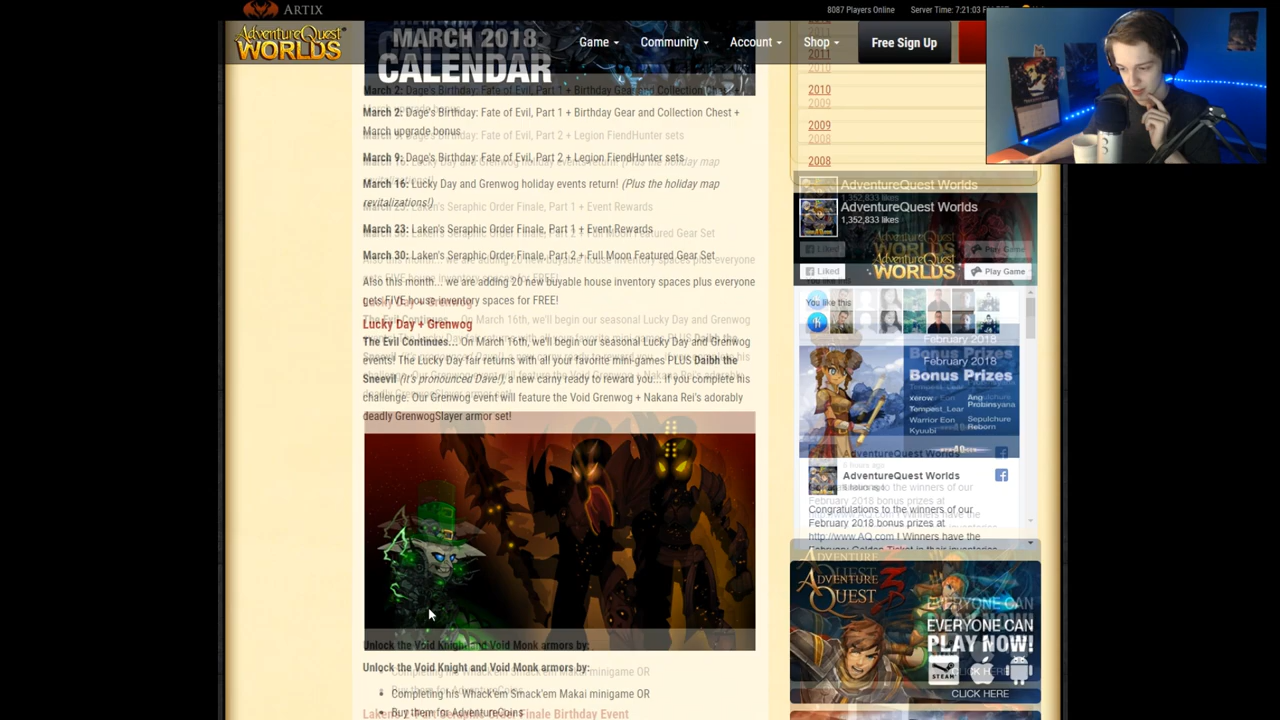 ARTIX
8087 Players Online
Server Time: 7:21:03
AdventureQuest
WORLDS
Game
Community
Account
Shop
Free Sign Up
MARCH 2018
CALENDAR
March 2: Dage's Birthday: Fate of Evil, Part 1 + Birthday Gear and Collection Chest +
March upgrade bonus
March 9: Dage's Birthday: Fate of Evil, Part 2 + Legion FiendHunter sets
March 16: Lucky Day and Grenwog holiday events return! (Plus the holiday map
revitalizations!)
March 23: Laken's Seraphic Order Finale, Part 1 + Event Rewards
March 30: Laken's Seraphic Order Finale, Part 2 + Full Moon Featured Gear Set
Also this month... we are adding 20 new buyable house inventory spaces plus everyone
gets FIVE house inventory spaces for FREE!
Lucky Day + Grenwog
The Evil Continues... On March 16th, we'll begin our seasonal Lucky Day and Grenwog
events! The Lucky Day fair returns with all your favorite mini-games PLUS Daibh the
Sneevil (it's pronounced Dave!), a new carny ready to reward you... If you complete his
challenge. Our Grenwog event will feature the Void Grenwog + Nakana Rei's adorably
deadly GrenwogSlayer armor set!
Unlock the Void Knight and Void Monk armors by:
Completing his Whack'em Smack'em Makai minigame OR
Buy them for AdventureCoins
2011
2010
2009
2008
AdventureQuest Worlds
1,352,833 likes
AdventureQuest
WORLDS
Liked
Play Game
You like this
February 2018
Bonus Prizes
xerow
Tempest_Lear
Warrior Eon
Kyuubi
Ang
Probinsyana
Sepulchure
Reborn
AdventureQuest Worlds
Congratulations to the winners of our
February 2018 bonus prizes at
http://www.AQ.com ! Winners have the
February Golden Ticket in their inventories
ADVENTURE
QUEST 3
EVERYONE CAN
PLAY NOW!
STEAM
CLICK HERE